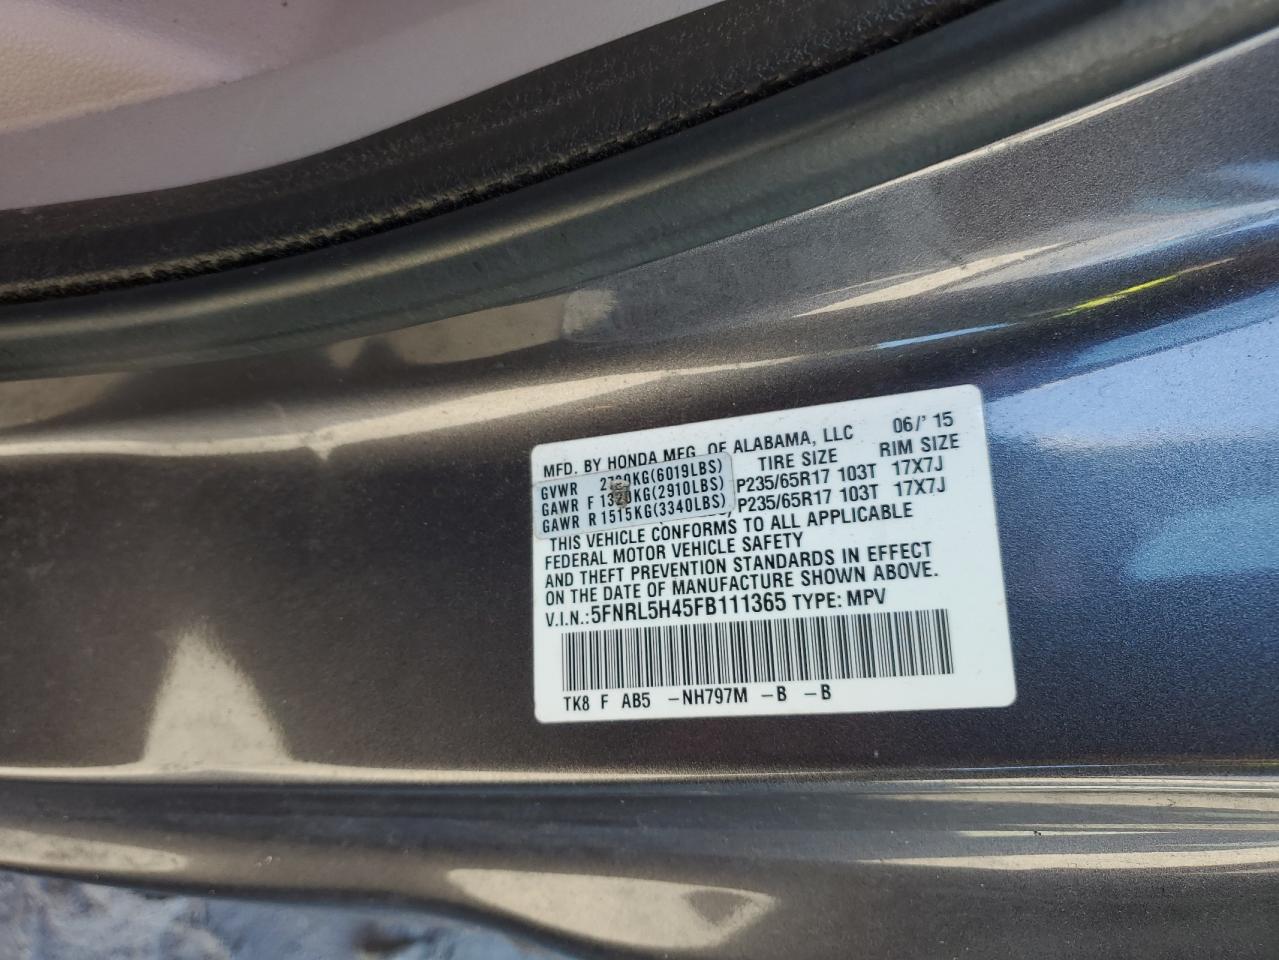 MFD. BY HONDA MFG. OF ALABAMA, LLC 06/' 15
TIRE SIZE RIM SIZE
GVWR (6019LBS)
GAWR F 1320KG(2910LBS) P235/65R17 103T 17X7J
GAWR R 1515KG(3340LBS) P235/65R17 103T 17X7J
THIS VEHICLE CONFORMS TO ALL APPLICABLE
FEDERAL MOTOR VEHICLE SAFETY
AND THEFT PREVENTION STANDARDS IN EFFECT
ON THE DATE OF MANUFACTURE SHOWN ABOVE.
V.I.N.:5FNRL5H45FB111365 TYPE: MPV
TK8 F AB5 -NH797M -B -B